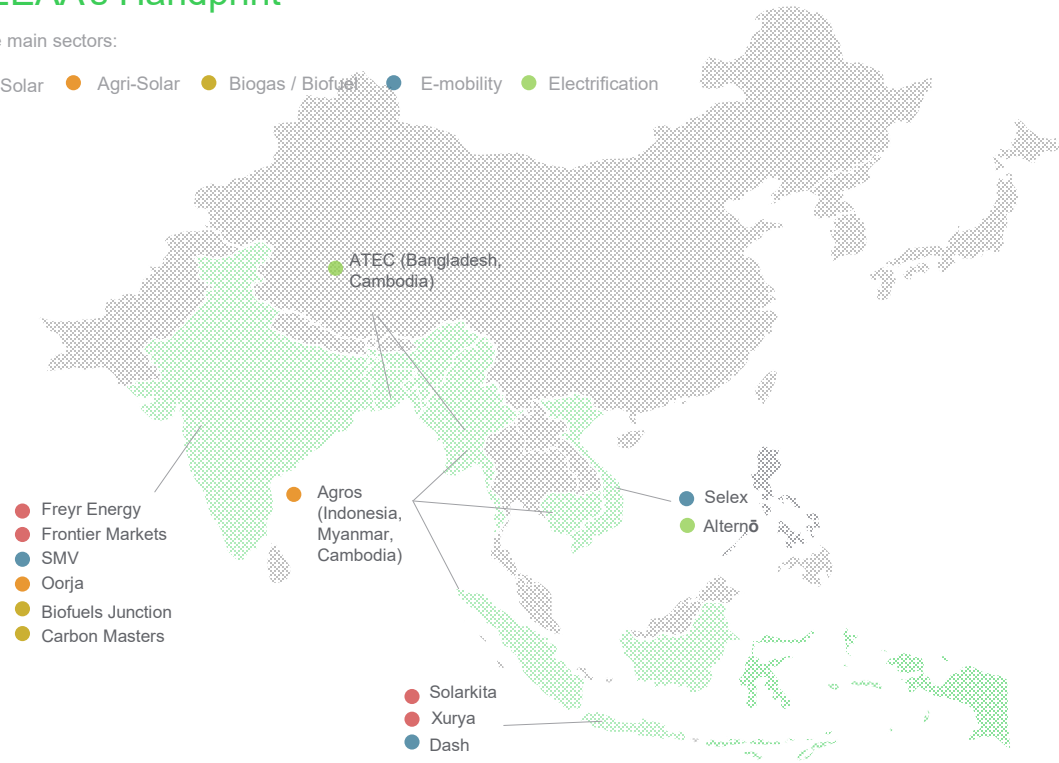 Handprint
main sectors:
Solar Agri-Solar Biogas / Biofuel E-mobility Electrification
ATEC (Bangladesh,
Cambodia)
Agros
(Indonesia,
Myanmar,
Cambodia)
Selex
Alternō
Freyr Energy
Frontier Markets
SMV
Oorja
Biofuels Junction
Carbon Masters
Solarkita
Xurya
Dash